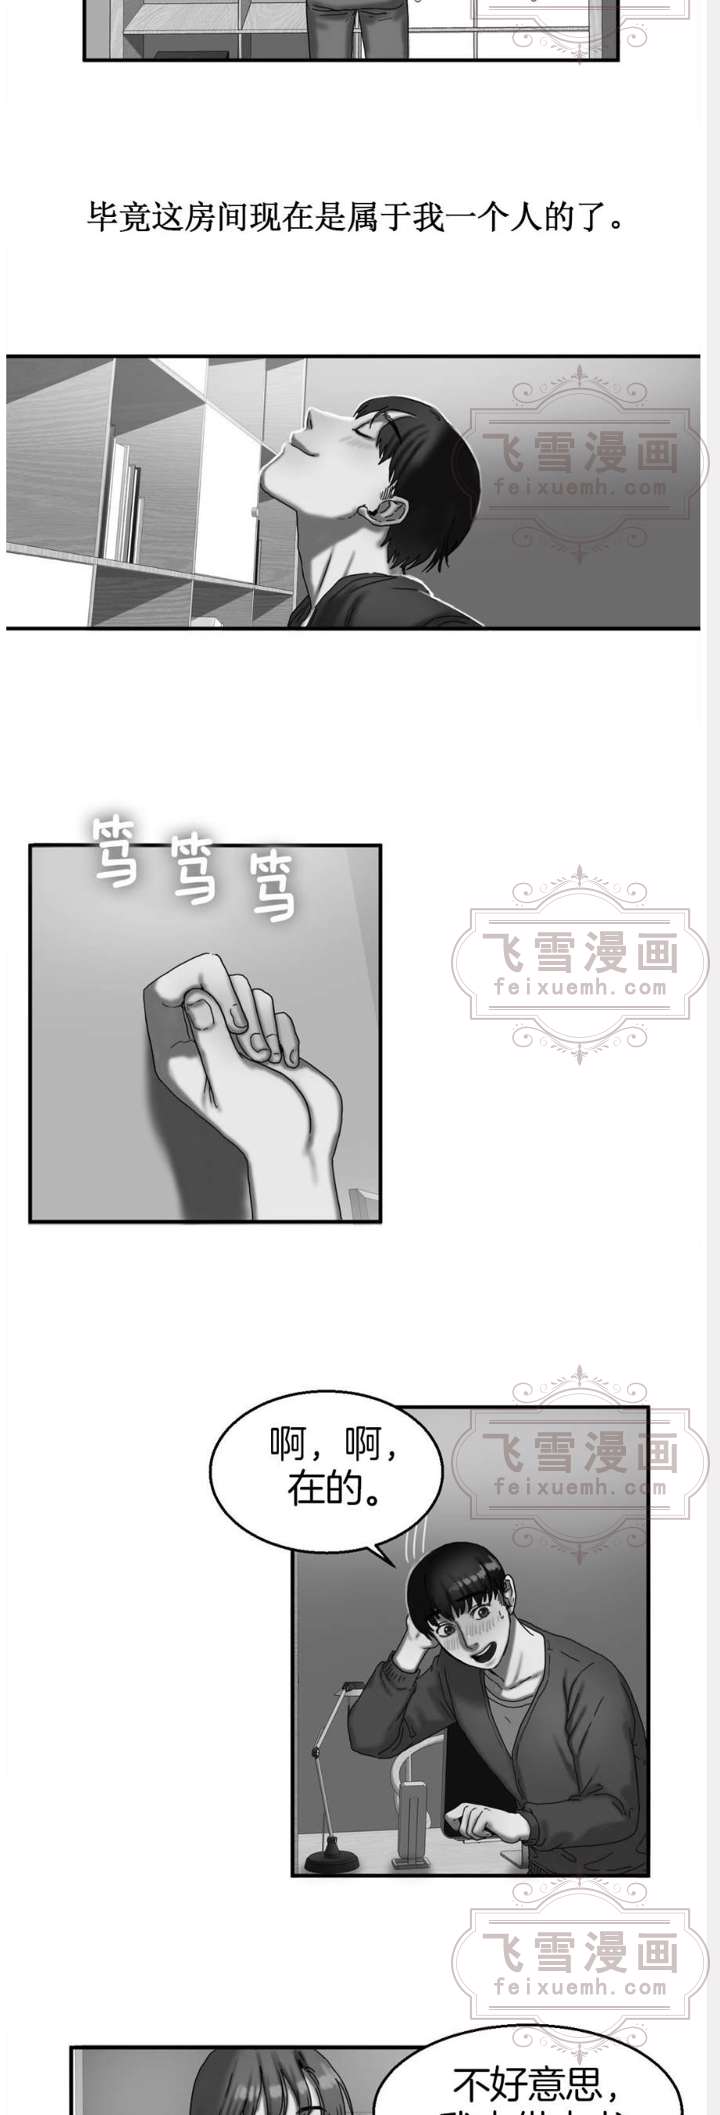 毕竟这房间现在是属于我一个人的了。
飞雪漫画
feixuemh.com
笃 笃 笃
飞雪漫画
feixuemh.com
啊，啊，
在的。
飞雪漫画
feixuemh.com
飞雪漫画
feixuemh.com
不好意思，